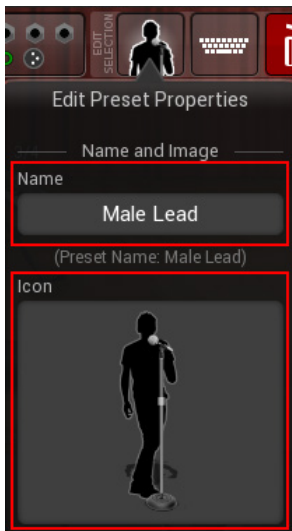 EDIT
SELECTION
Edit Preset Properties
Name and Image
Name
Male Lead
(Preset Name: Male Lead)
Icon